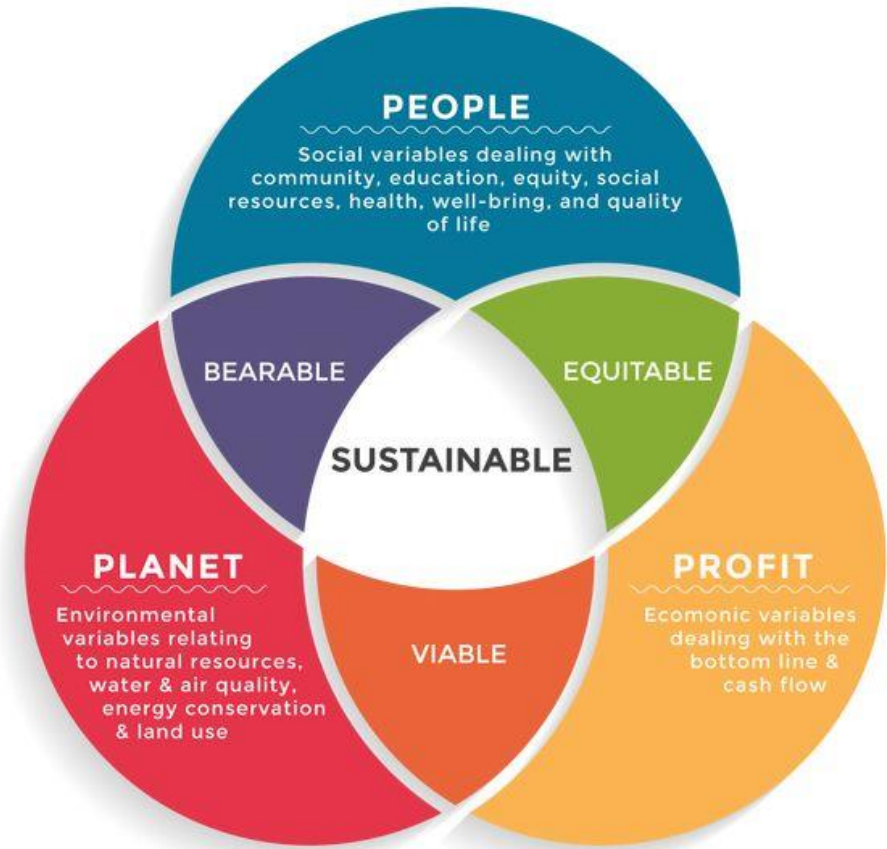 PEOPLE
Social variables dealing with
community, education, equity, social
resources, health, well-bring, and quality
of life
BEARABLE
EQUITABLE
SUSTAINABLE
PLANET
Environmental
variables relating
to natural resources,
water & air quality,
energy conservation
& land use
VIABLE
PROFIT
Ecomonic variables
dealing with the
bottom line &
cash flow